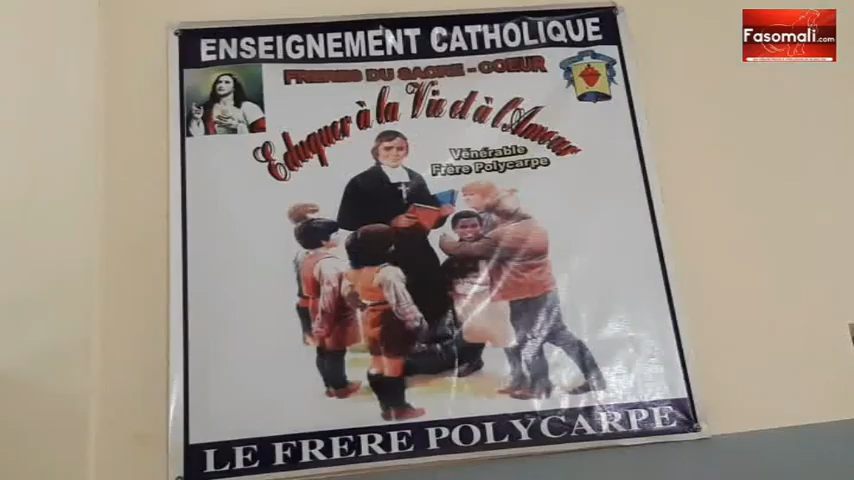 Fasomali.com
ENSEIGNEMENT CATHOLIQUE
FRERES DU SACRE - COEUR
Eduquer à la Vie et à l'Amour
Vénérable
Frère Polycarpe
LE FRERE POLYCARPE